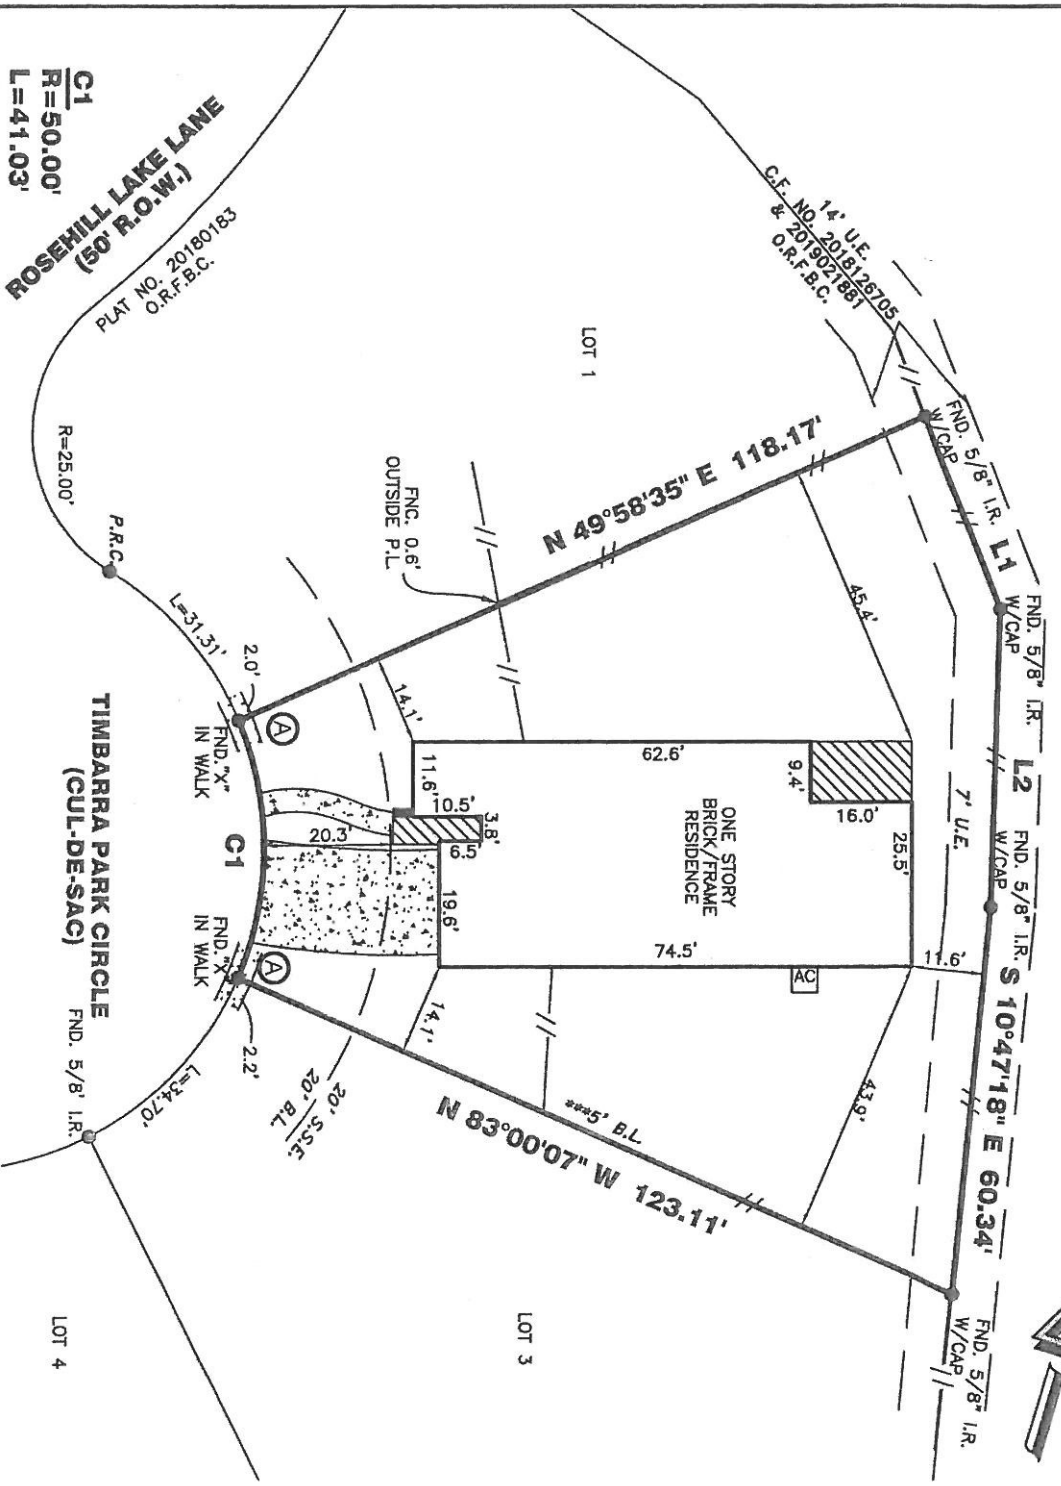 C1
R=50.00'
L=41.03'
ROSEHILL LAKE LANE
(50' R.O.W.)
PLAT NO. 20180183
O.R.F.B.C.
R=25.00'
P.R.C.
L=31.31'
2.0'
FND. "X"
IN WALK
A
C1
TIMBARRA PARK CIRCLE
(CUL-DE-SAC)
FND. "X"
IN WALK
A
2.2'
L=34.70'
FND. 5/8' I.R.
LOT 4
LOT 3
LOT 1
14' U.E.
C.F. NO. 2018126705
& 2019021881
O.R.F.B.C.
FND. 5/8" I.R.
W/CAP
L1
FND. 5/8" I.R.
W/CAP
L2
FND. 5/8" I.R.
W/CAP
S 10°47'18" E 60.34'
FND. 5/8" I.R.
W/CAP
7' U.E.
N 49°58'35" E 118.17'
FNC. 0.6'
OUTSIDE P.L.
45.4'
14.1'
62.6'
9.4'
16.0'
25.5'
11.6'
11.6'
10.5'
3.8'
6.5'
20.3'
19.6'
74.5'
ONE STORY
BRICK/FRAME
RESIDENCE
AC
14.1'
43.9'
***5' B.L.
N 83°00'07" W 123.11'
20' S.S.E.
20' B.L.